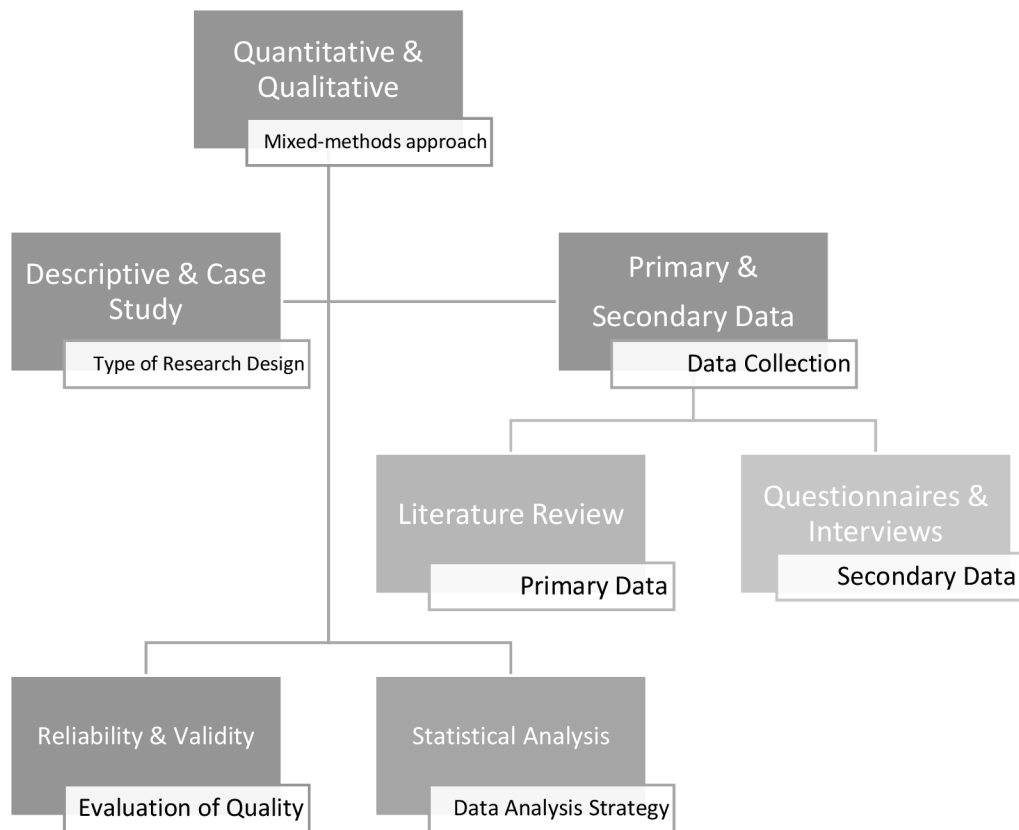 Quantitative &
Qualitative
Mixed-methods approach
Descriptive & Case
Study
Type of Research Design
Primary &
Secondary Data
Data Collection
Literature Review
Primary Data
Questionnaires &
Interviews
Secondary Data
Reliability & Validity
Evaluation of Quality
Statistical Analysis
Data Analysis Strategy